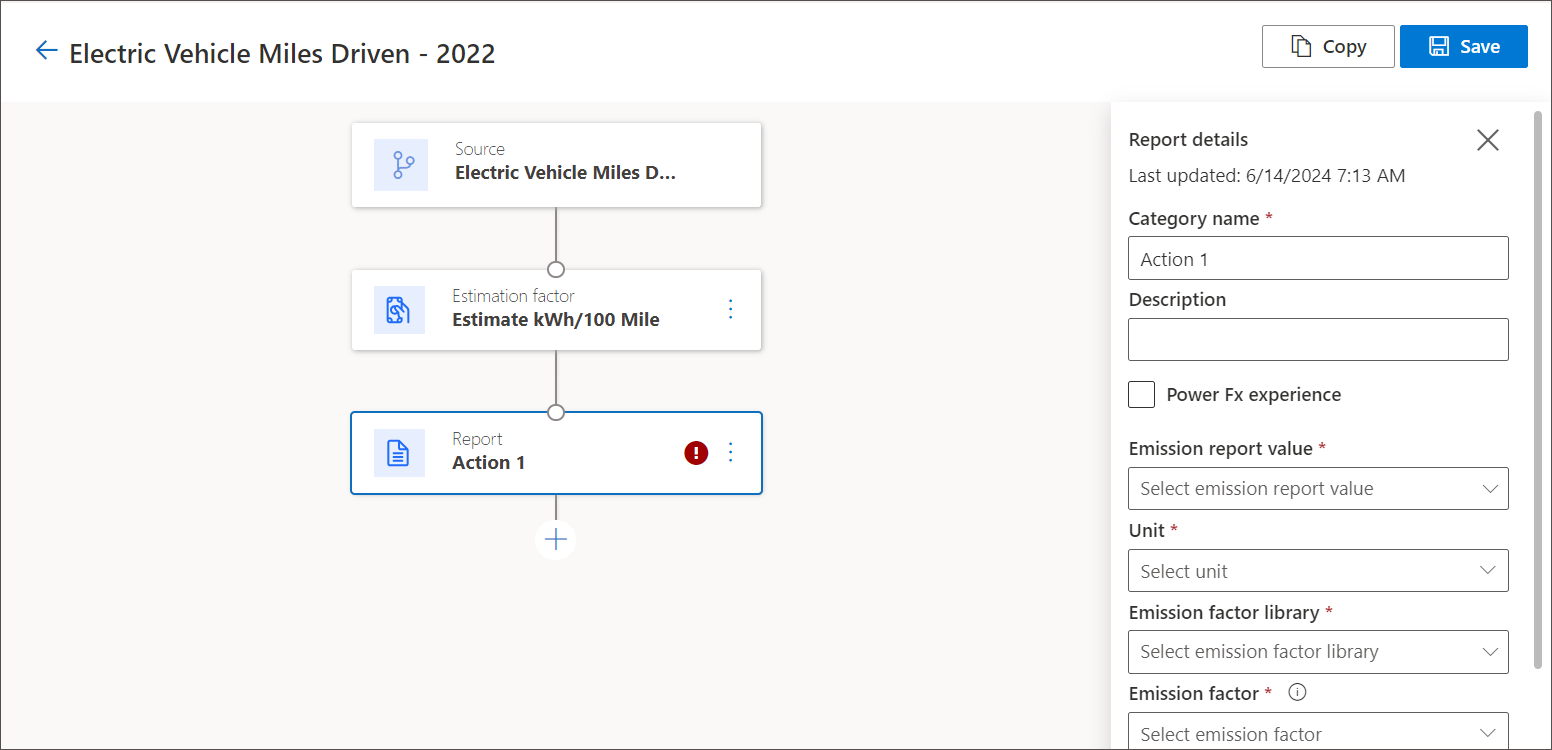 Electric Vehicle Miles Driven - 2022
Copy
Save
Source
Electric Vehicle Miles D...
Estimation factor
Estimate kWh/100 Mile
Report
Action 1
Report details
Last updated: 6/14/2024 7:13 AM
Category name *
Action 1
Description
Power Fx experience
Emission report value *
Select emission report value
Unit *
Select unit
Emission factor library *
Select emission factor library
Emission factor *
Select emission factor